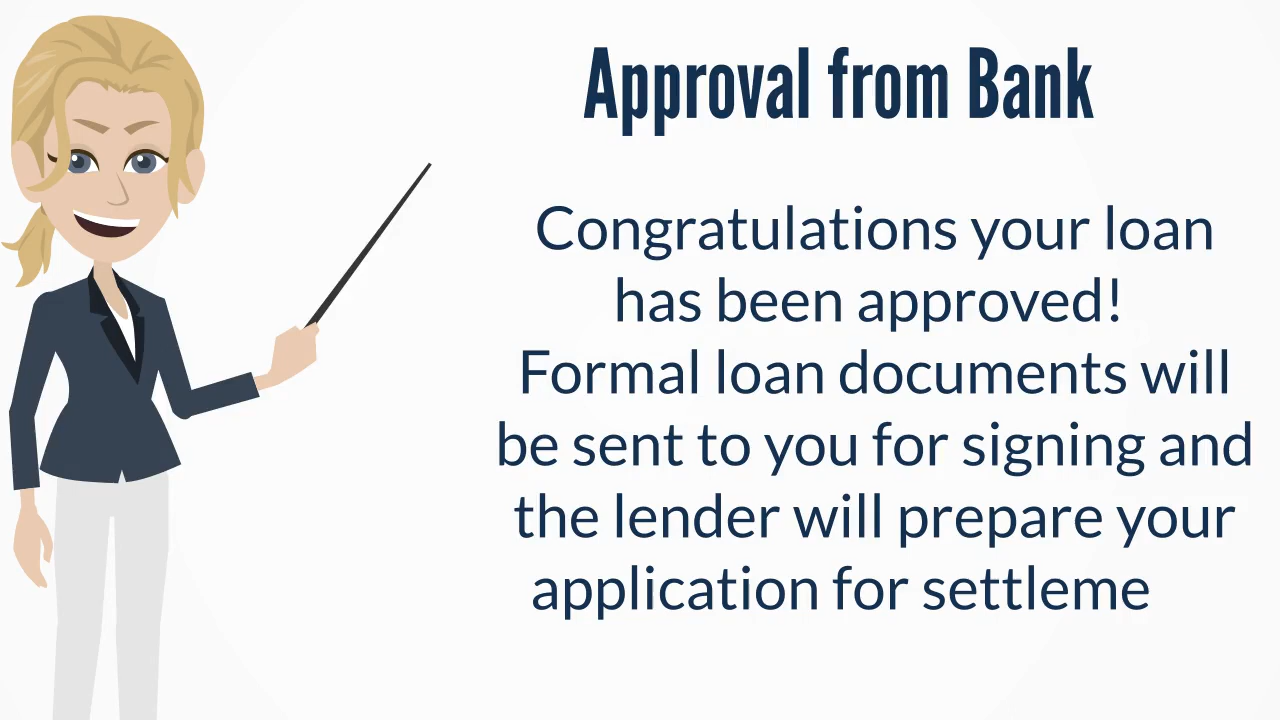 Approval from Bank
Congratulations your loan
has been approved!
Formal loan documents will
be sent to you for signing and
the lender will prepare your
application for settleme